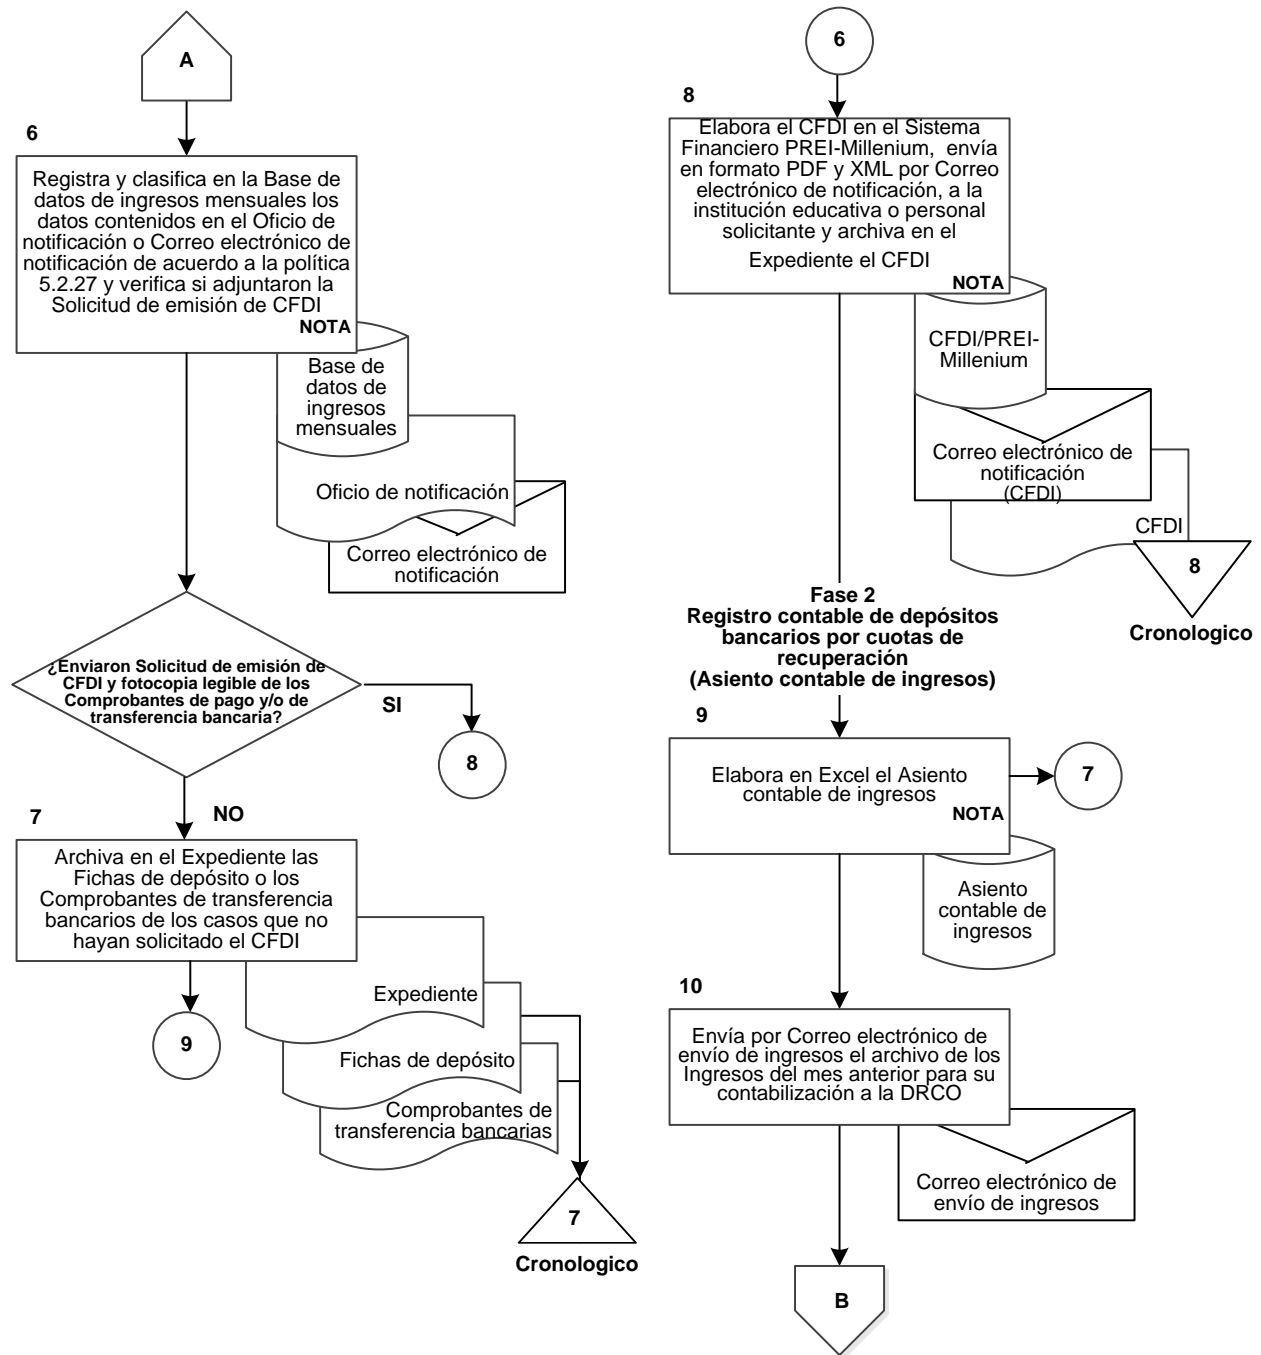 A
6
Registra y clasifica en la Base de
datos de ingresos mensuales los
datos contenidos en el Oficio de
notificación o Correo electrónico de
notificación de acuerdo a la política
5.2.27 y verifica si adjuntaron la
Solicitud de emisión de CFDI
NOTA
Base de
datos de
ingresos
mensuales
Oficio de notificación
Correo electrónico de
notificación
¿Enviaron Solicitud de emisión de
CFDI y fotocopia legible de los
Comprobantes de pago y/o de
transferencia bancaria?
SI
8
NO
7
Archiva en el Expediente las
Fichas de depósito o los
Comprobantes de transferencia
bancarios de los casos que no
hayan solicitado el CFDI
9
Expediente
Fichas de depósito
Comprobantes de
transferencia bancarias
7
Cronologico
6
8
Elabora el CFDI en el Sistema
Financiero PREI-Millenium, envía
en formato PDF y XML por Correo
electrónico de notificación, a la
institución educativa o personal
solicitante y archiva en el
Expediente el CFDI
NOTA
CFDI/PREI-
Millenium
Correo electrónico de
notificación
(CFDI)
CFDI
8
Cronologico
Fase 2
Registro contable de depósitos
bancarios por cuotas de
recuperación
(Asiento contable de ingresos)
9
Elabora en Excel el Asiento
contable de ingresos
NOTA
7
Asiento
contable de
ingresos
10
Envía por Correo electrónico de
envío de ingresos el archivo de los
Ingresos del mes anterior para su
contabilización a la DRCO
Correo electrónico de
envío de ingresos
B